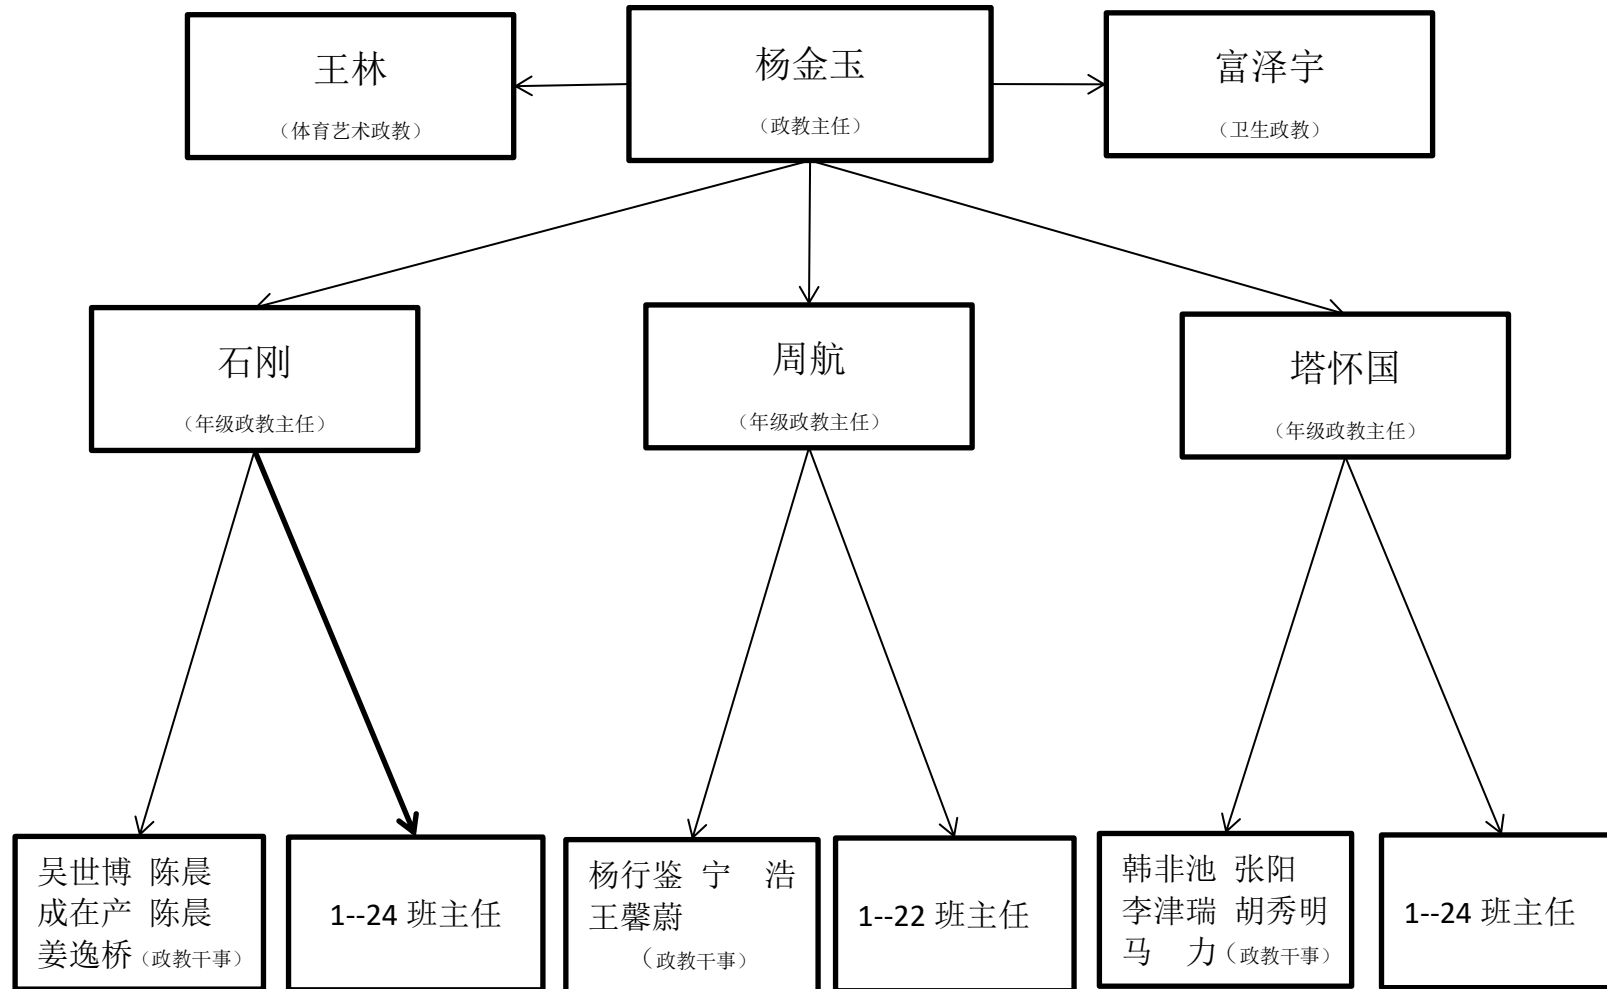 王林
（体育艺术政教）
杨金玉
（政教主任）
富泽宇
（卫生政教）
石刚
（年级政教主任）
周航
（年级政教主任）
塔怀国
（年级政教主任）
吴世博 陈晨
成在产 陈晨
姜逸桥（政教干事）
1--24 班主任
杨行鉴 宁　浩
王馨蔚
（政教干事）
1--22 班主任
韩非池 张阳
李津瑞 胡秀明
马　力（政教干事）
1--24 班主任